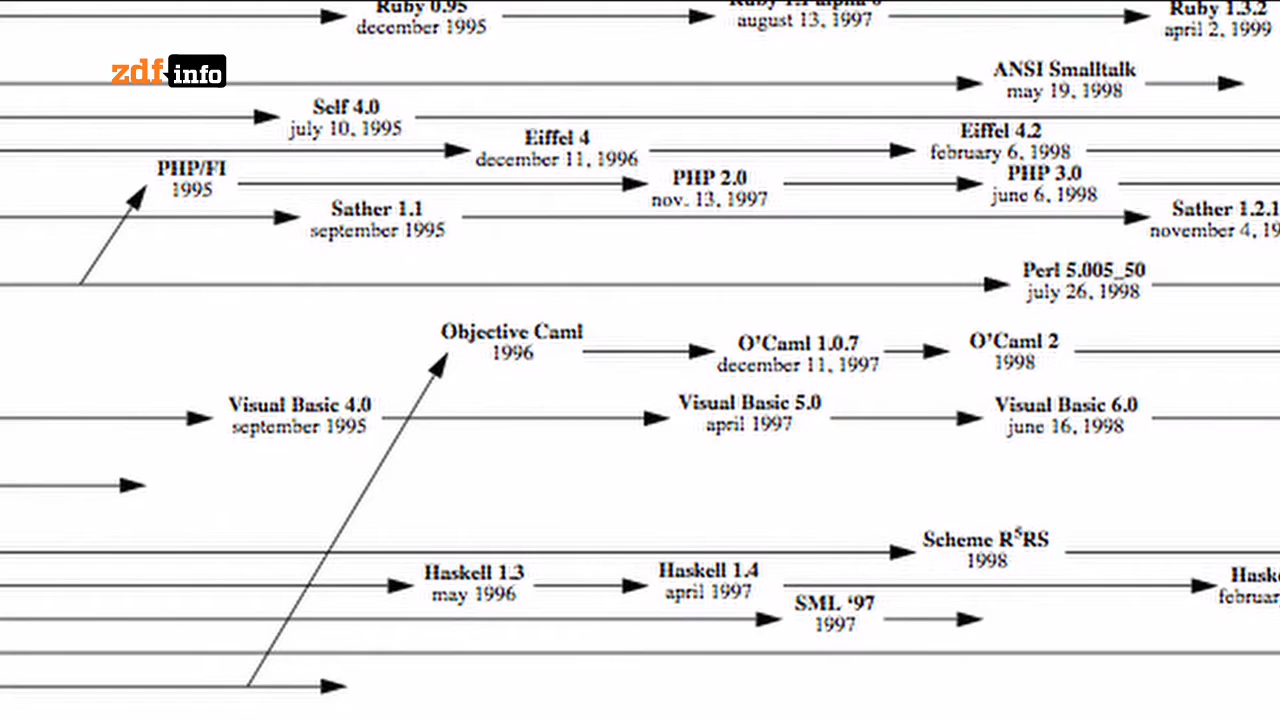 Ruby 0.95
december 1995
august 13, 1997
Ruby 1.3.2
april 2, 1999
zdf info
ANSI Smalltalk
may 19, 1998
Self 4.0
july 10, 1995
Eiffel 4
december 11, 1996
Eiffel 4.2
february 6, 1998
PHP/FI
1995
PHP 2.0
nov. 13, 1997
PHP 3.0
june 6, 1998
Sather 1.1
september 1995
Sather 1.2.1
november 4, 19
Perl 5.005_50
july 26, 1998
Objective Caml
1996
O'Caml 1.0.7
december 11, 1997
O'Caml 2
1998
Visual Basic 4.0
september 1995
Visual Basic 5.0
april 1997
Visual Basic 6.0
june 16, 1998
Scheme R⁵RS
1998
Haskell 1.3
may 1996
Haskell 1.4
april 1997
SML '97
1997